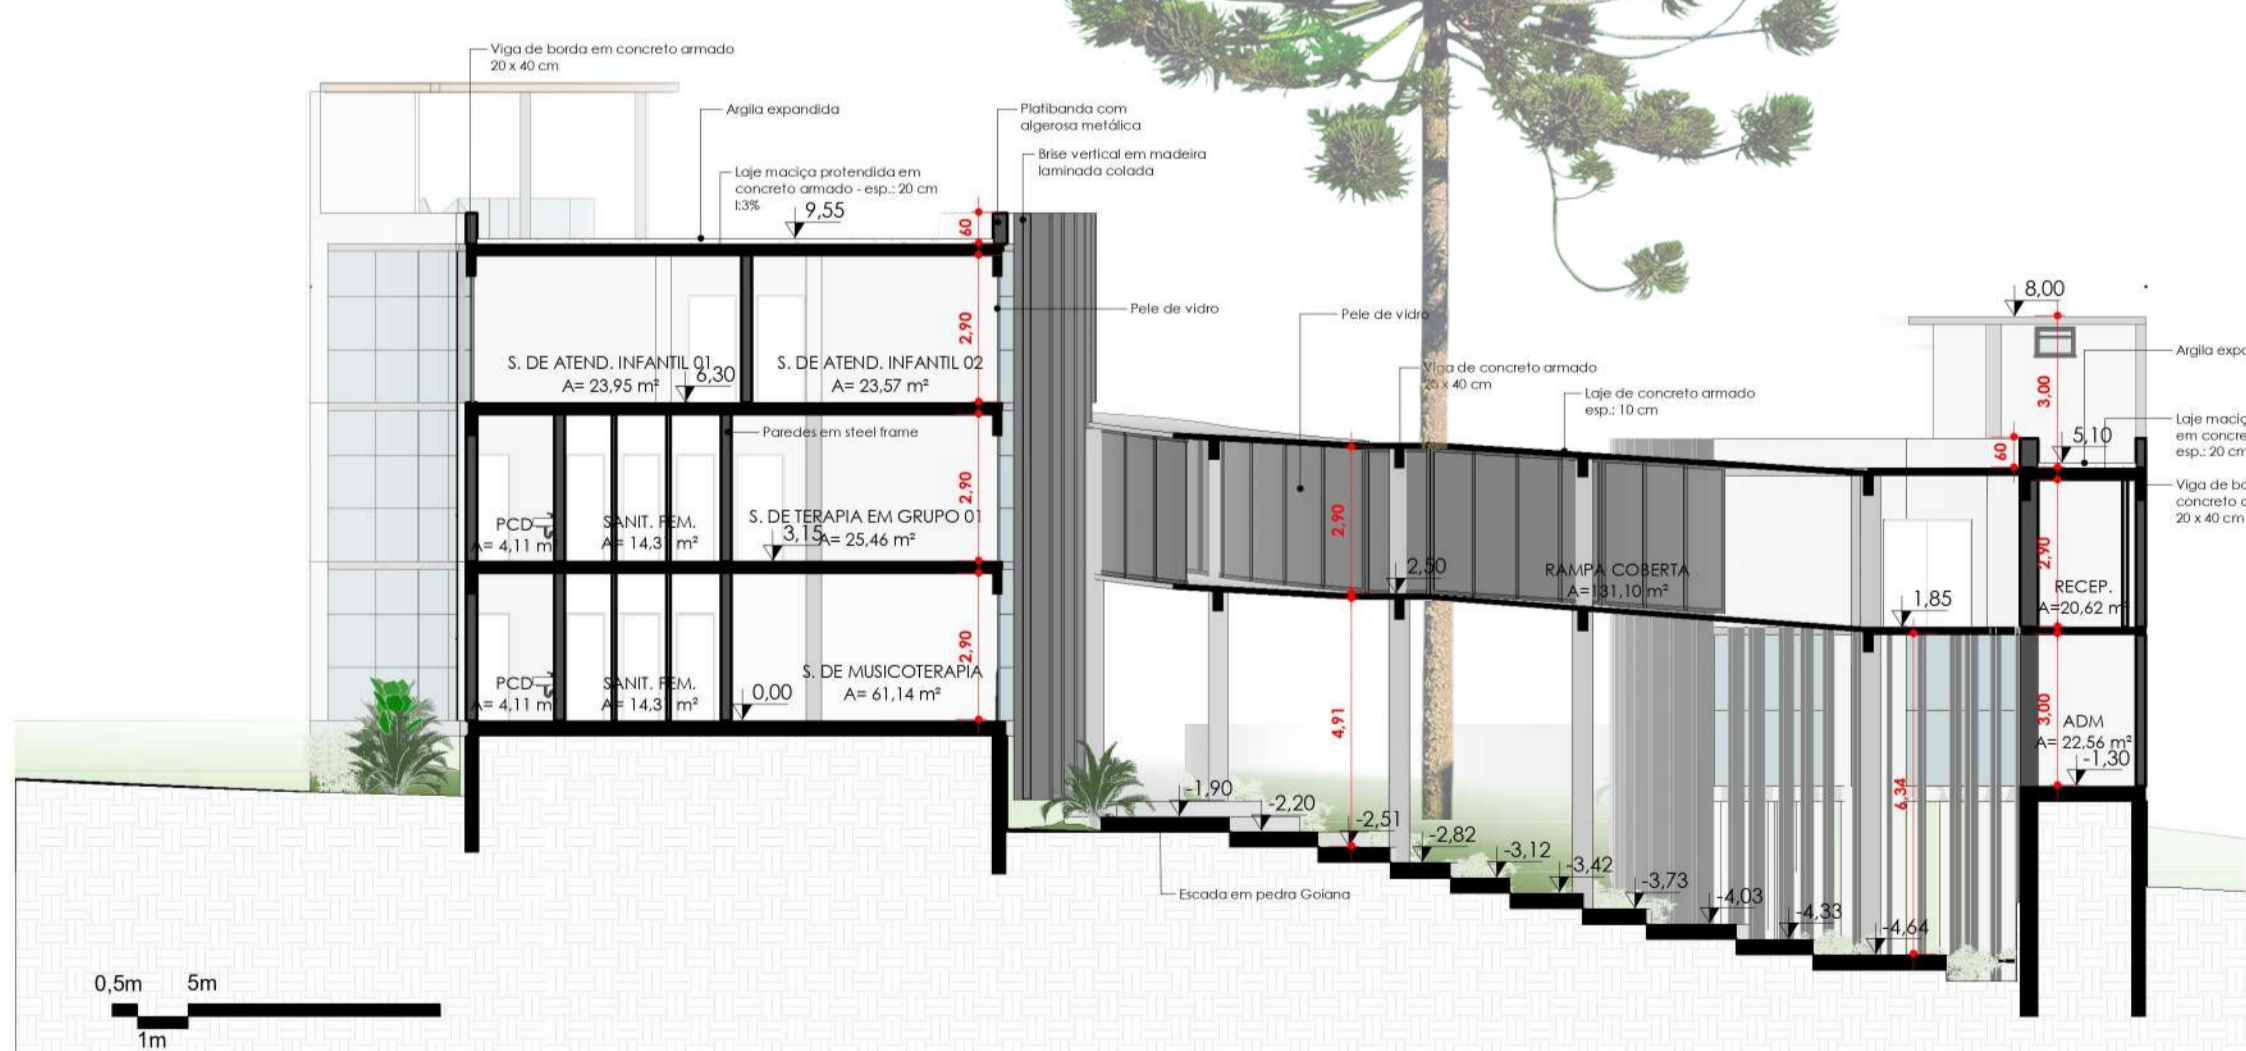 Viga de borda em concreto armado
20 x 40 cm
Argila expandida
Platibanda com
algerosa metálica
Brise vertical em madeira
laminada colada
Laje maciça protendida em
concreto armado - esp.: 20 cm
I:3%
9,55
60
Pele de vidro
Pele de vidro
8,00
Argila expa
3,00
2,90
S. DE ATEND. INFANTIL 01
A= 23,95 m²
6,30
S. DE ATEND. INFANTIL 02
A= 23,57 m²
Viga de concreto armado
20 x 40 cm
Laje de concreto armado
esp.: 10 cm
Laje maciç
em concre
esp.: 20 cm
60
5,10
Paredes em steel frame
Viga de bo
concreto a
20 x 40 cm
2,90
PCD
A= 4,11 m
SANIT. FEM.
A= 14,31 m²
S. DE TERAPIA EM GRUPO 01
A= 25,46 m²
3,15
2,90
2,50
RAMPA COBERTA
A=131,10 m²
1,85
2,90
RECEP.
A=20,62 m²
2,90
PCD
A= 4,11 m
SANIT. FEM.
A= 14,31 m²
0,00
S. DE MUSICOTERAPIA
A= 61,14 m²
4,91
3,00
ADM
A= 22,56 m²
-1,30
6,34
-1,90
-2,20
-2,51
-2,82
-3,12
-3,42
-3,73
-4,03
-4,33
-4,64
Escada em pedra Goiana
0,5m
5m
1m